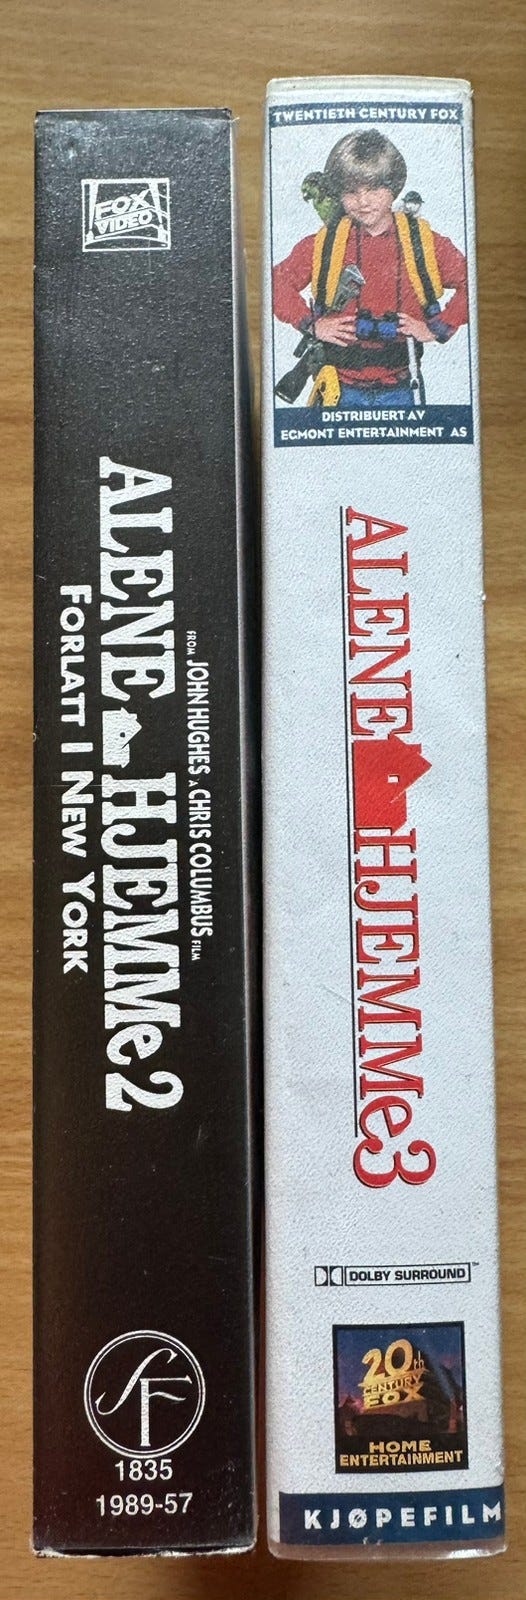 FOX
VIDEO
FROM JOHN HUGHES A CHRIS COLUMBUS FILM
ALENE HJEMMe 2
FORLATT I NEW YORK
SF
1835
1989-57
TWENTIETH CENTURY FOX
DISTRIBUERT AV
EGMONT ENTERTAINMENT AS
ALENE HJEMMe 3
DOLBY SURROUND™
20th
CENTURY
FOX
HOME
ENTERTAINMENT
KJØPEFILM